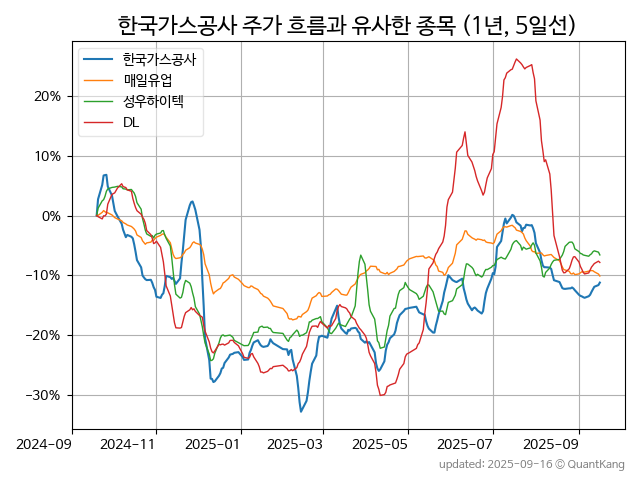 한국가스공사 주가 흐름과 유사한 종목 (1년, 5일선)
한국가스공사
매일유업
성우하이텍
DL
20%
10%
0%
−10%
−20%
−30%
2024-09 2024-11 2025-01 2025-03 2025-05 2025-07 2025-09
updated: 2025-09-16 © QuantKang